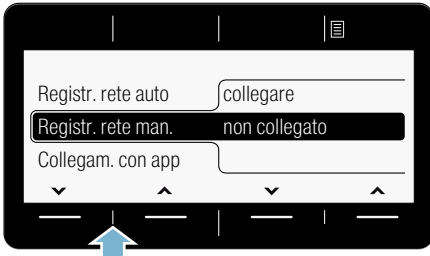 Registr. rete auto collegare
Registr. rete man. non collegato
Collegam. con app